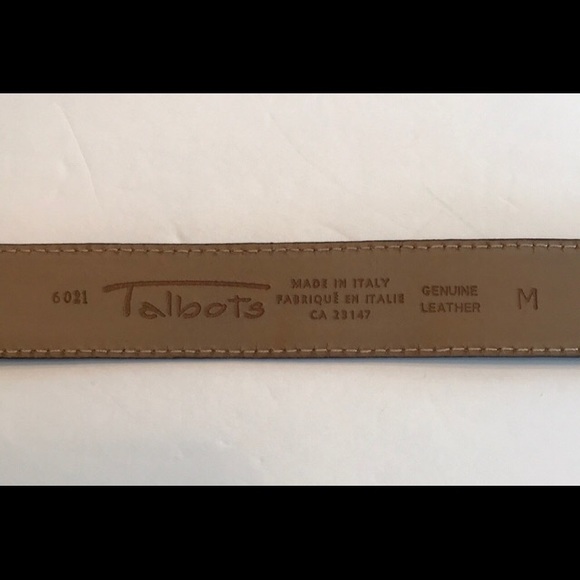 6021
Talbots
MADE IN ITALY
FABRIQUÉ EN ITALIE
CA 23147
GENUINE
LEATHER
M